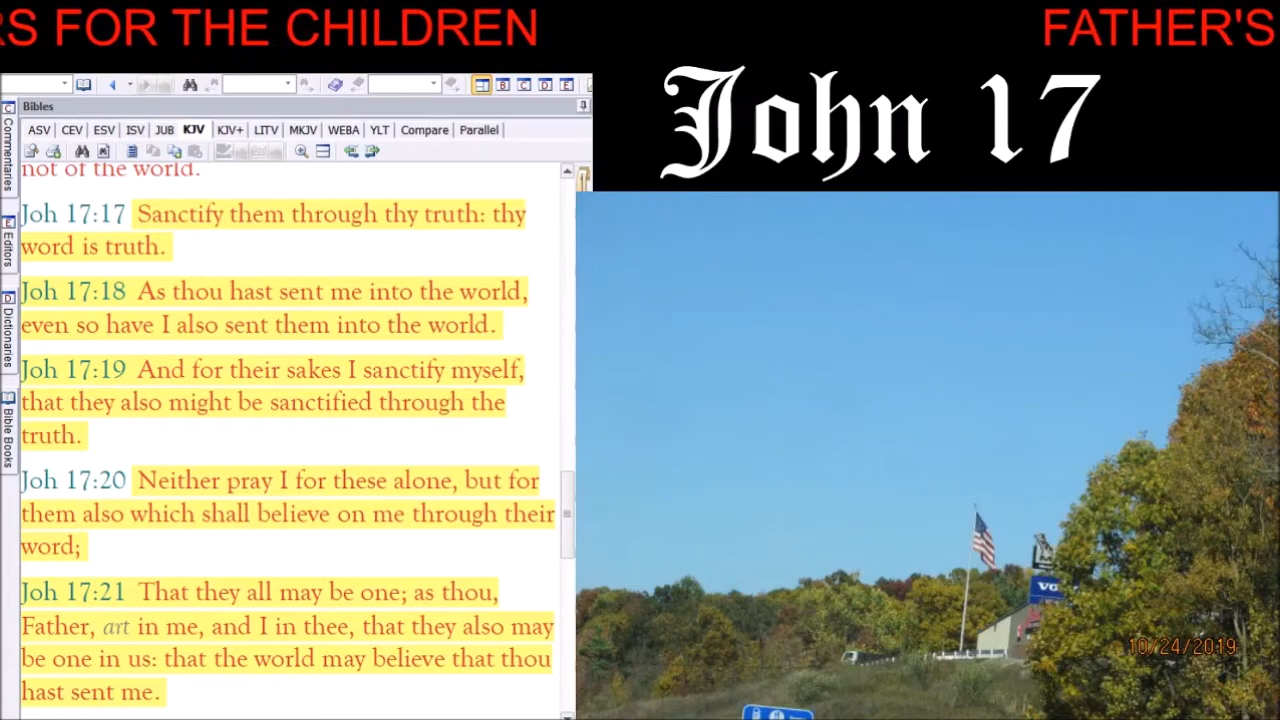 RS FOR THE CHILDREN
FATHER'S
John 17
Bibles
ASV CEV ESV ISV JUB KJV KJV+ LITV MKJV WEBA YLT Compare Parallel
Commentaries
Editors
Dictionaries
Bible Books
not of the world.
Joh 17:17 Sanctify them through thy truth: thy
word is truth.
Joh 17:18 As thou hast sent me into the world,
even so have I also sent them into the world.
Joh 17:19 And for their sakes I sanctify myself,
that they also might be sanctified through the
truth.
Joh 17:20 Neither pray I for these alone, but for
them also which shall believe on me through their
word;
Joh 17:21 That they all may be one; as thou,
Father, art in me, and I in thee, that they also may
be one in us: that the world may believe that thou
hast sent me.
10/24/2019